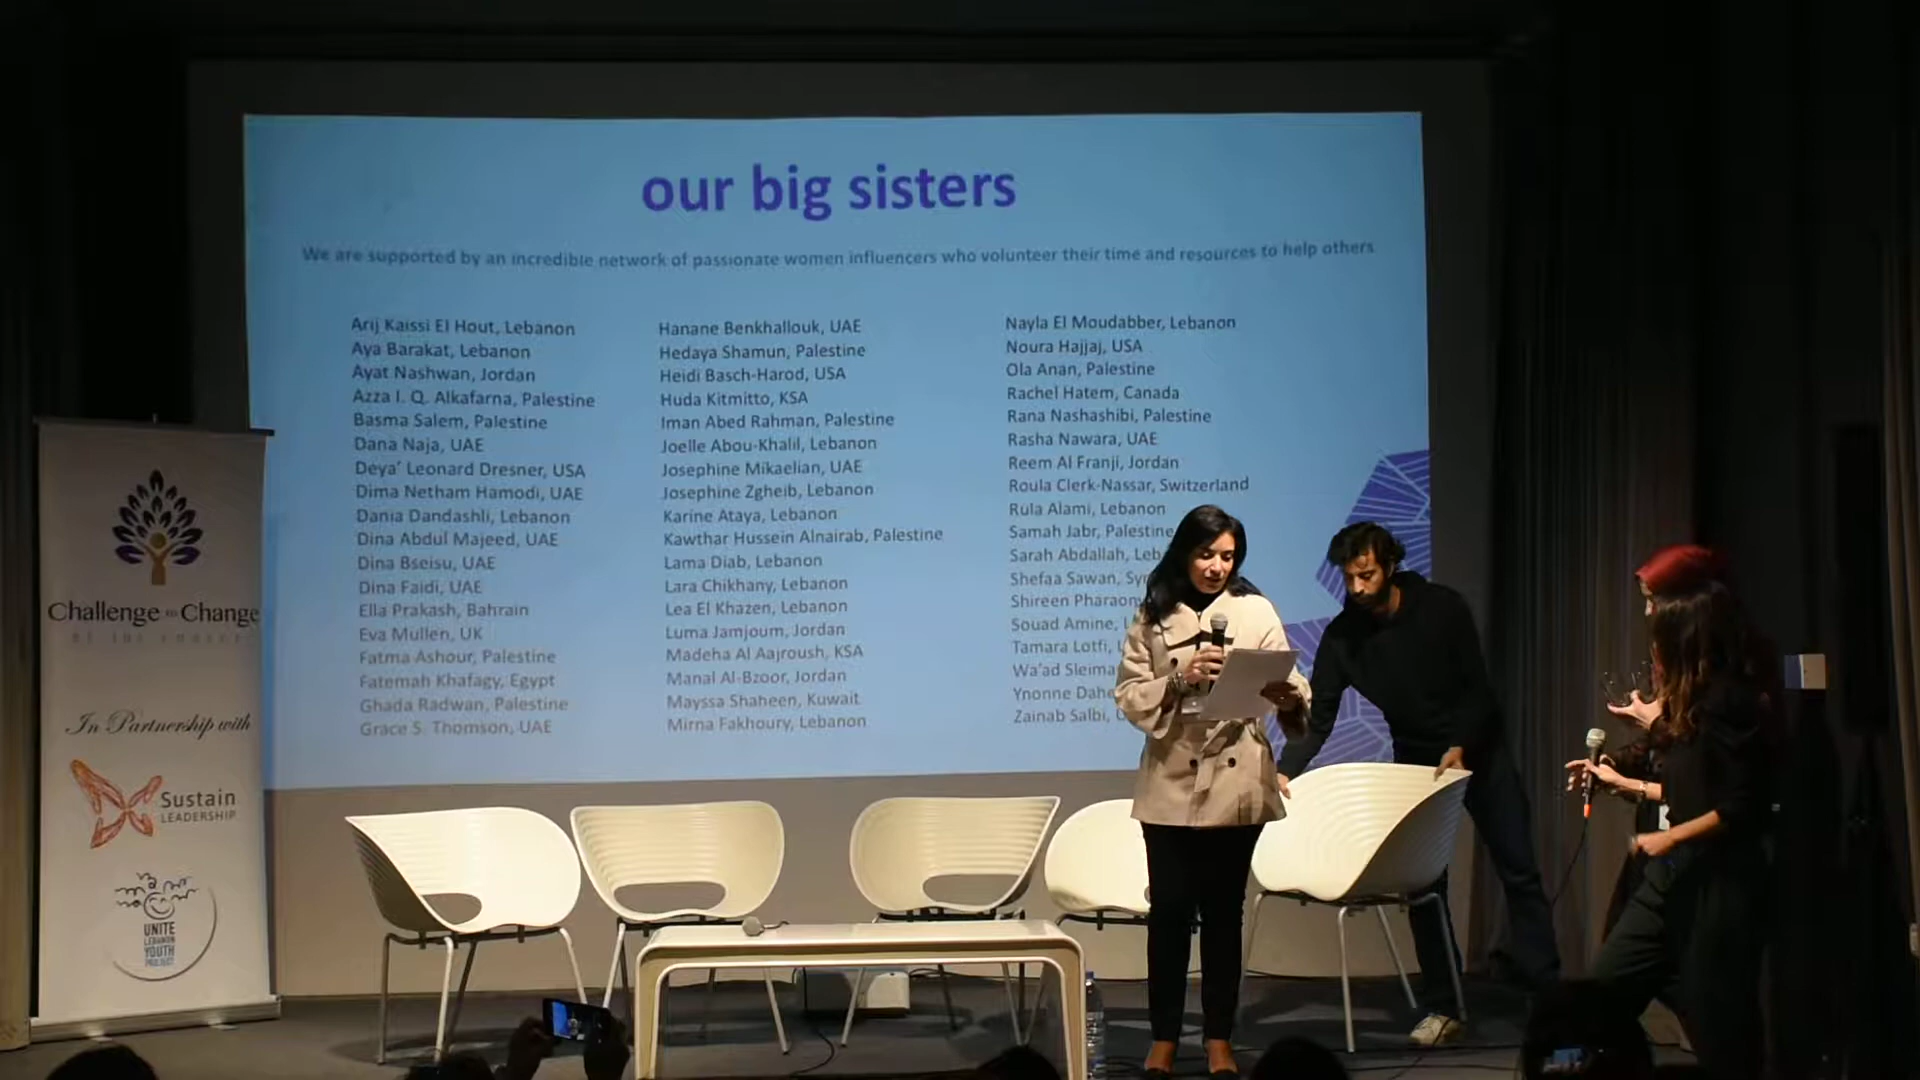 our big sisters
We are supported by an incredible network of passionate women influencers who volunteer their time and resources to help others
Arij Kaissi El Hout, Lebanon
Aya Barakat, Lebanon
Ayat Nashwan, Jordan
Azza I. Q. Alkafarna, Palestine
Basma Salem, Palestine
Dana Naja, UAE
Deya' Leonard Dresner, USA
Dima Netham Hamodi, UAE
Dania Dandashli, Lebanon
Dina Abdul Majeed, UAE
Dina Bseisu, UAE
Dina Faidi, UAE
Ella Prakash, Bahrain
Eva Mullen, UK
Fatma Ashour, Palestine
Fatemah Khafagy, Egypt
Ghada Radwan, Palestine
Grace S. Thomson, UAE
Hanane Benkhallouk, UAE
Hedaya Shamun, Palestine
Heidi Basch-Harod, USA
Huda Kitmitto, KSA
Iman Abed Rahman, Palestine
Joelle Abou-Khalil, Lebanon
Josephine Mikaelian, UAE
Josephine Zgheib, Lebanon
Karine Ataya, Lebanon
Kawthar Hussein Alnairab, Palestine
Lama Diab, Lebanon
Lara Chikhany, Lebanon
Lea El Khazen, Lebanon
Luma Jamjoum, Jordan
Madeha Al Aajroush, KSA
Manal Al-Bzoor, Jordan
Mayssa Shaheen, Kuwait
Mirna Fakhoury, Lebanon
Nayla El Moudabber, Lebanon
Noura Hajjaj, USA
Ola Anan, Palestine
Rachel Hatem, Canada
Rana Nashashibi, Palestine
Rasha Nawara, UAE
Reem Al Franji, Jordan
Roula Clerk-Nassar, Switzerland
Rula Alami, Lebanon
Samah Jabr, Palestine
Sarah Abdallah, Leb
Shefaa Sawan, Sy
Shireen Pharaon
Souad Amine,
Tamara Lotfi,
Wa'ad Sleima
Ynonne Dahe
Zainab Salbi,
Challenge to Change
In Partnership with
Sustain
LEADERSHIP
UNITE
LEBANON
YOUTH
PROJECT